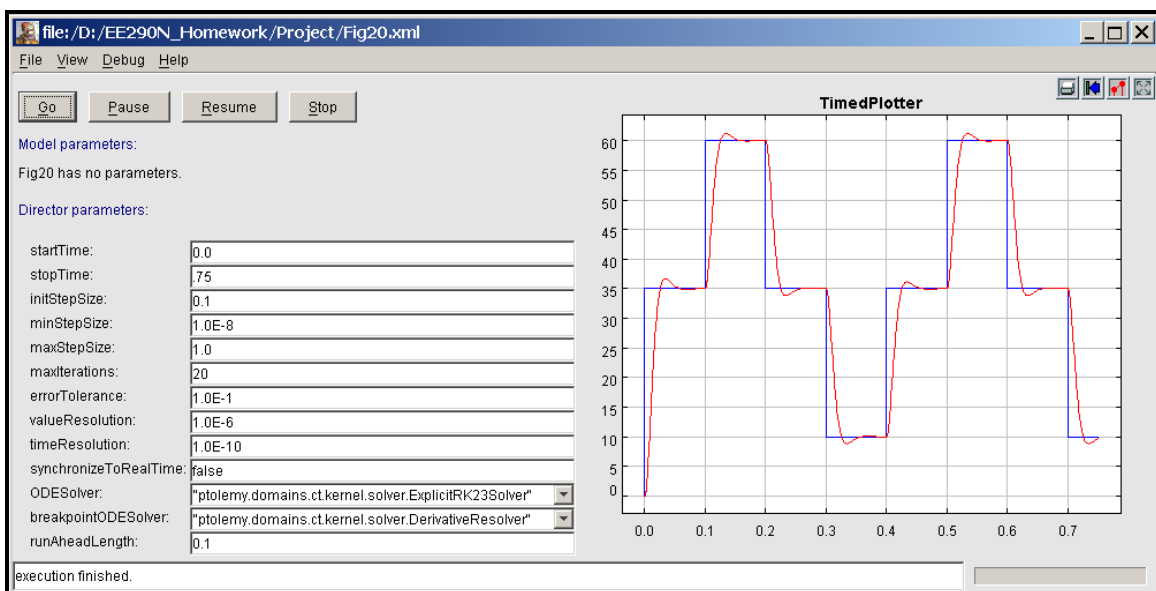 file:/D:/EE290N_Homework/Project/Fig20.xml
File View Debug Help
Go Pause Resume Stop
Model parameters:
Fig20 has no parameters.
Director parameters:
startTime: 0.0
stopTime: .75
initStepSize: 0.1
minStepSize: 1.0E-8
maxStepSize: 1.0
maxIterations: 20
errorTolerance: 1.0E-1
valueResolution: 1.0E-6
timeResolution: 1.0E-10
synchronizeToRealTime: false
ODESolver: "ptolemy.domains.ct.kernel.solver.ExplicitRK23Solver"
breakpointODESolver: "ptolemy.domains.ct.kernel.solver.DerivativeResolver"
runAheadLength: 0.1
TimedPlotter
60
55
50
45
40
35
30
25
20
15
10
5
0
0.0 0.1 0.2 0.3 0.4 0.5 0.6 0.7
execution finished.